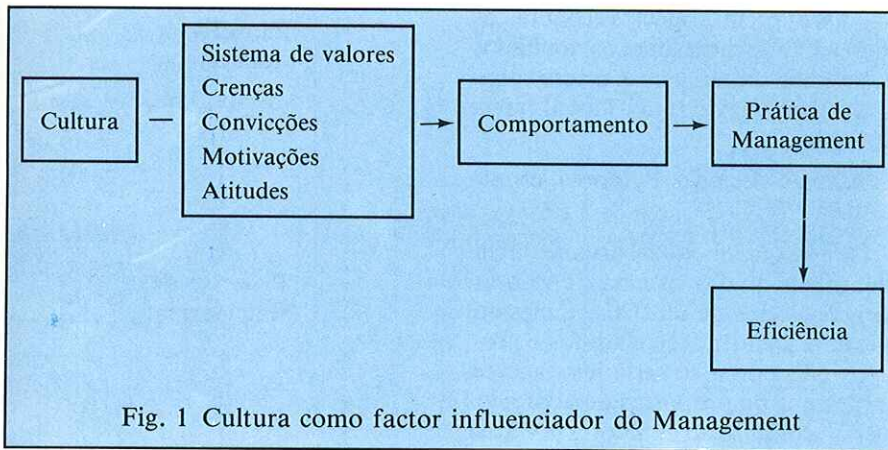 Cultura
Sistema de valores
Crenças
Convicções
Motivações
Atitudes
Comportamento
Prática de
Management
Eficiência
Fig. 1 Cultura como factor influenciador do Management